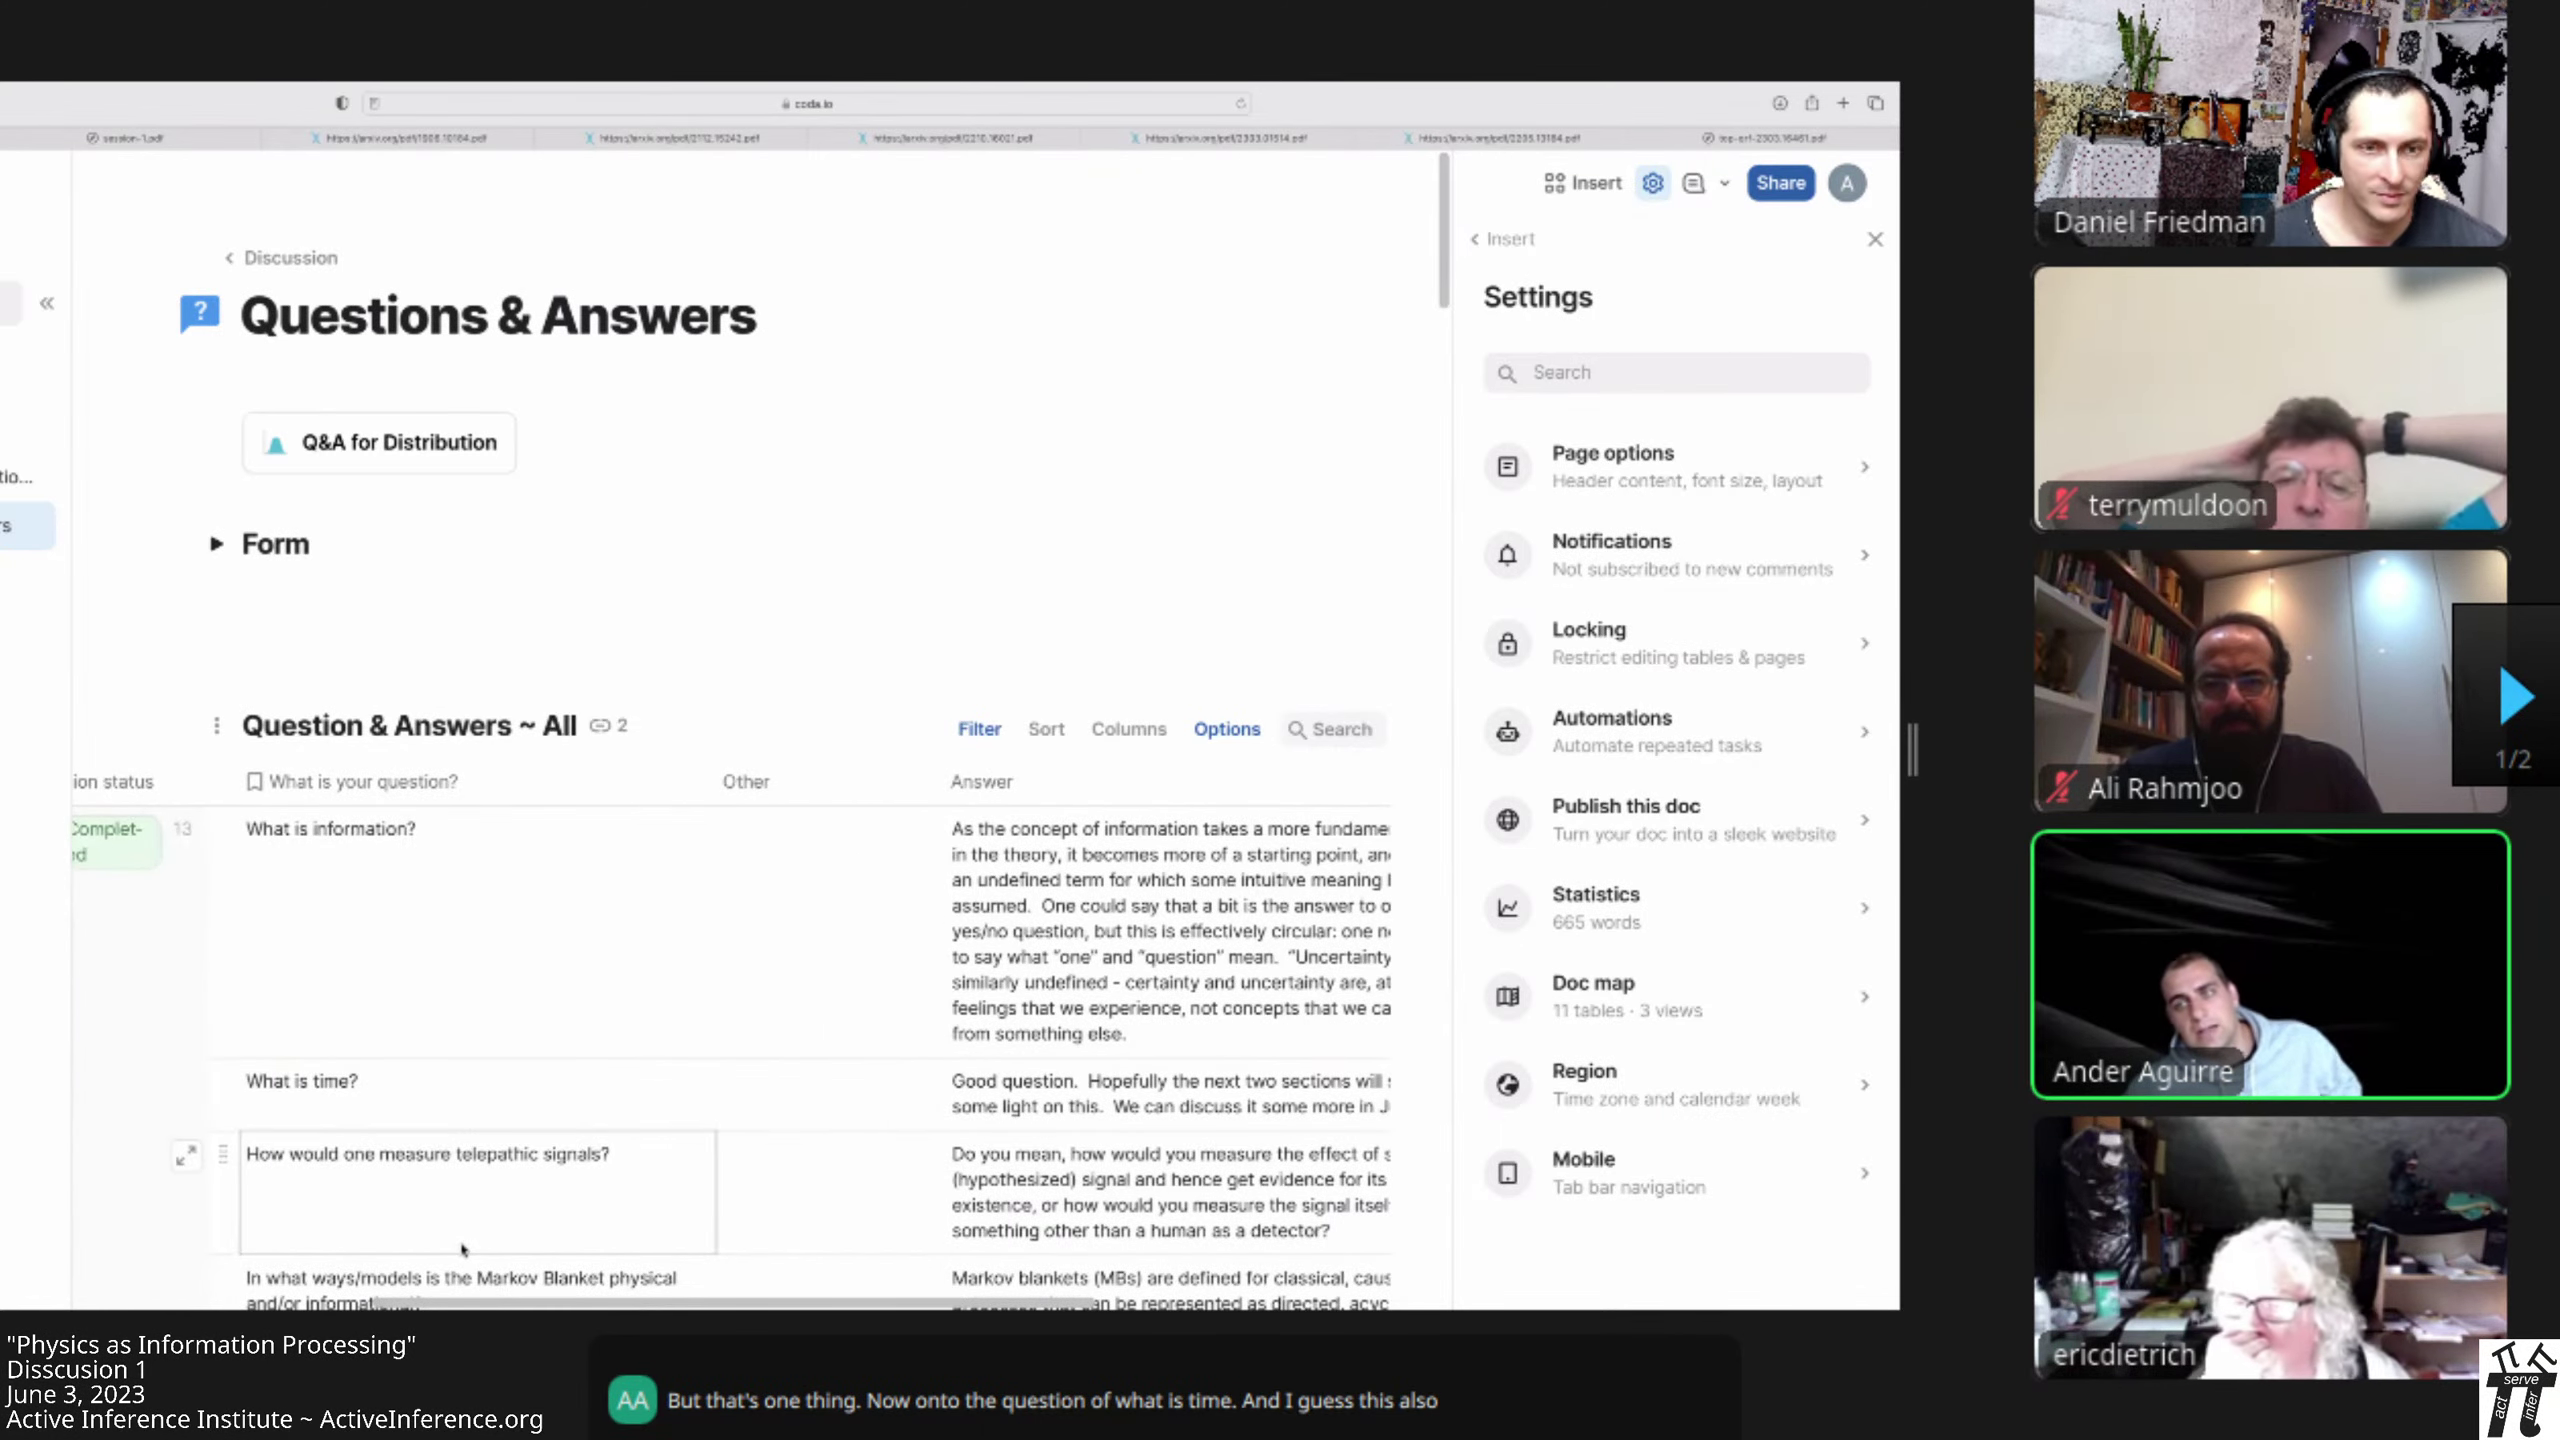 coda.io
session-1.pdf
Insert
Share
A
Discussion
Questions & Answers
Q&A for Distribution
Form
tio...
rs
Question & Answers ~ All
2
Filter
Sort
Columns
Options
Search
ion status
What is your question?
Other
Answer
Complet-
ed
13
What is information?
As the concept of information takes a more fundame
in the theory, it becomes more of a starting point, an
an undefined term for which some intuitive meaning
assumed. One could say that a bit is the answer to o
yes/no question, but this is effectively circular: one n
to say what "one" and "question" mean. "Uncertainty
similarly undefined - certainty and uncertainty are, at
feelings that we experience, not concepts that we ca
from something else.
What is time?
Good question. Hopefully the next two sections will
some light on this. We can discuss it some more in J
How would one measure telepathic signals?
Do you mean, how would you measure the effect of s
(hypothesized) signal and hence get evidence for its
existence, or how would you measure the signal itsel
something other than a human as a detector?
In what ways/models is the Markov Blanket physical
and/or
Markov blankets (MBs) are defined for classical, caus
can be represented as directed, acyc
Insert
Settings
Search
Page options
Header content, font size, layout
Notifications
Not subscribed to new comments
Locking
Restrict editing tables & pages
Automations
Automate repeated tasks
Publish this doc
Turn your doc into a sleek website
Statistics
665 words
Doc map
11 tables · 3 views
Region
Time zone and calendar week
Mobile
Tab bar navigation
Daniel Friedman
terrymuldoon
Ali Rahmjoo
1/2
Ander Aguirre
ericdietrich
"Physics as Information Processing"
Disscusion 1
June 3, 2023
Active Inference Institute ~ ActiveInference.org
AA
But that's one thing. Now onto the question of what is time. And I guess this also
serve
act
infer